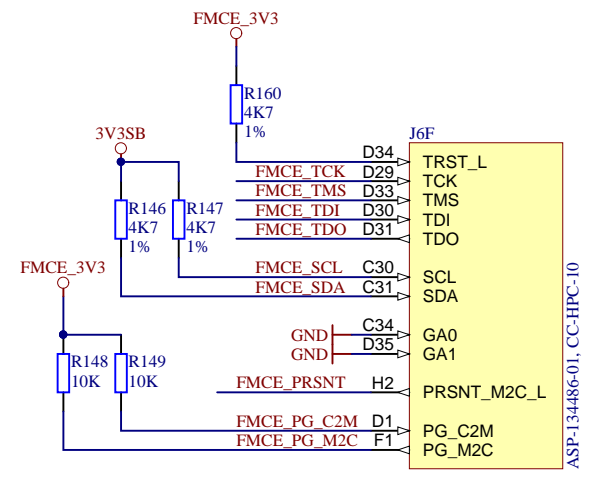 FMCE_3V3
R160
4K7
1%
3V3SB
R146
4K7
1%
R147
4K7
1%
FMCE_3V3
R148
10K
R149
10K
J6F
D34 TRST_L
FMCE_TCK D29 TCK
FMCE_TMS D33 TMS
FMCE_TDI D30 TDI
FMCE_TDO D31 TDO
FMCE_SCL C30 SCL
FMCE_SDA C31 SDA
GND C34 GA0
GND D35 GA1
FMCE_PRSNT H2 PRSNT_M2C_L
FMCE_PG_C2M D1 PG_C2M
FMCE_PG_M2C F1 PG_M2C
ASP-134486-01, CC-HPC-10